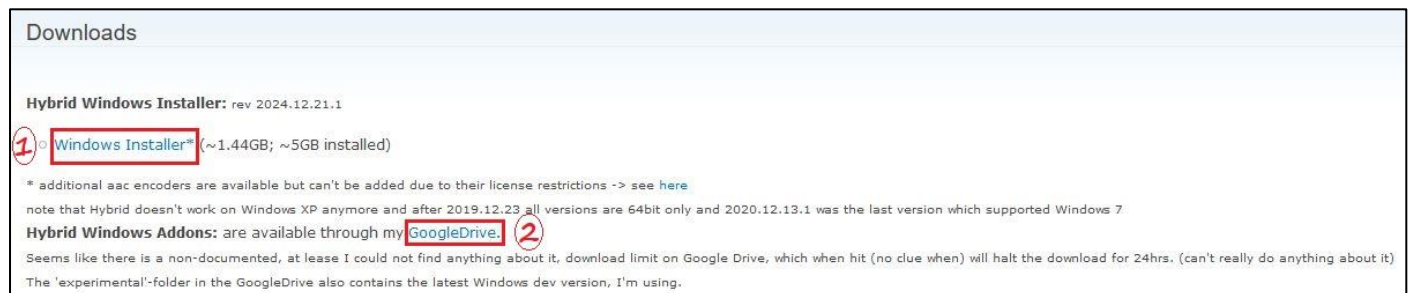 Downloads
Hybrid Windows Installer: rev 2024.12.21.1
1 Windows Installer* (~1.44GB; ~5GB installed)
* additional aac encoders are available but can't be added due to their license restrictions -> see here
note that Hybrid doesn't work on Windows XP anymore and after 2019.12.23 all versions are 64bit only and 2020.12.13.1 was the last version which supported Windows 7
Hybrid Windows Addons: are available through my GoogleDrive. 2
Seems like there is a non-documented, at lease I could not find anything about it, download limit on Google Drive, which when hit (no clue when) will halt the download for 24hrs. (can't really do anything about it)
The 'experimental'-folder in the GoogleDrive also contains the latest Windows dev version, I'm using.